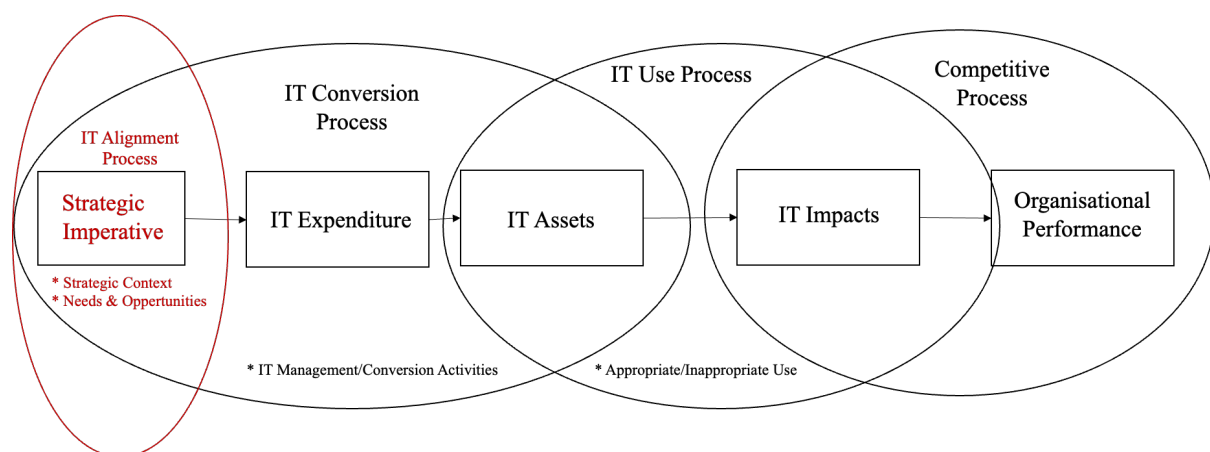 IT Alignment
Process
Strategic
Imperative
* Strategic Context
* Needs & Oppertunities
IT Conversion
Process
IT Expenditure
* IT Management/Conversion Activities
IT Assets
IT Use Process
* Appropriate/Inappropriate Use
IT Impacts
Competitive
Process
Organisational
Performance